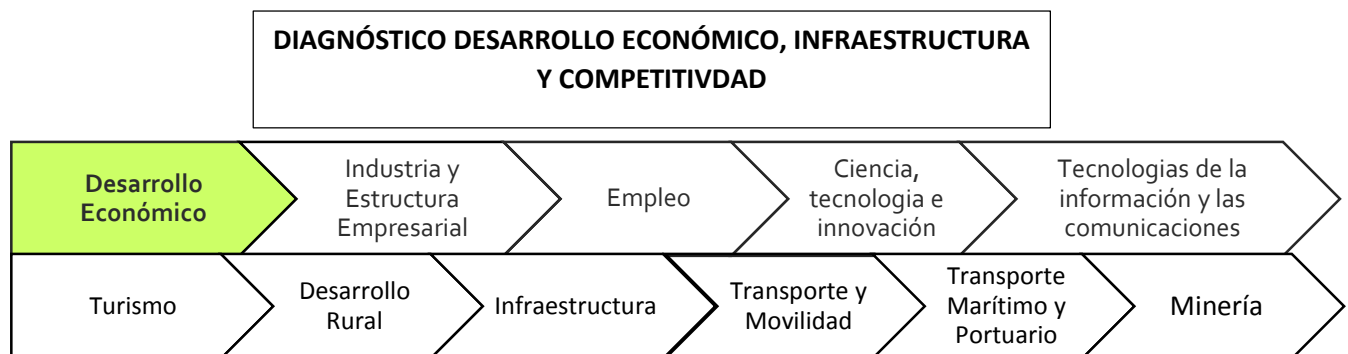 DIAGNÓSTICO DESARROLLO ECONÓMICO, INFRAESTRUCTURA
Y COMPETITIVDAD
Desarrollo
Económico
Industria y
Estructura
Empresarial
Empleo
Ciencia,
tecnologia e
innovación
Tecnologias de la
información y las
comunicaciones
Turismo
Desarrollo
Rural
Infraestructura
Transporte y
Movilidad
Transporte
Marítimo y
Portuario
Minería